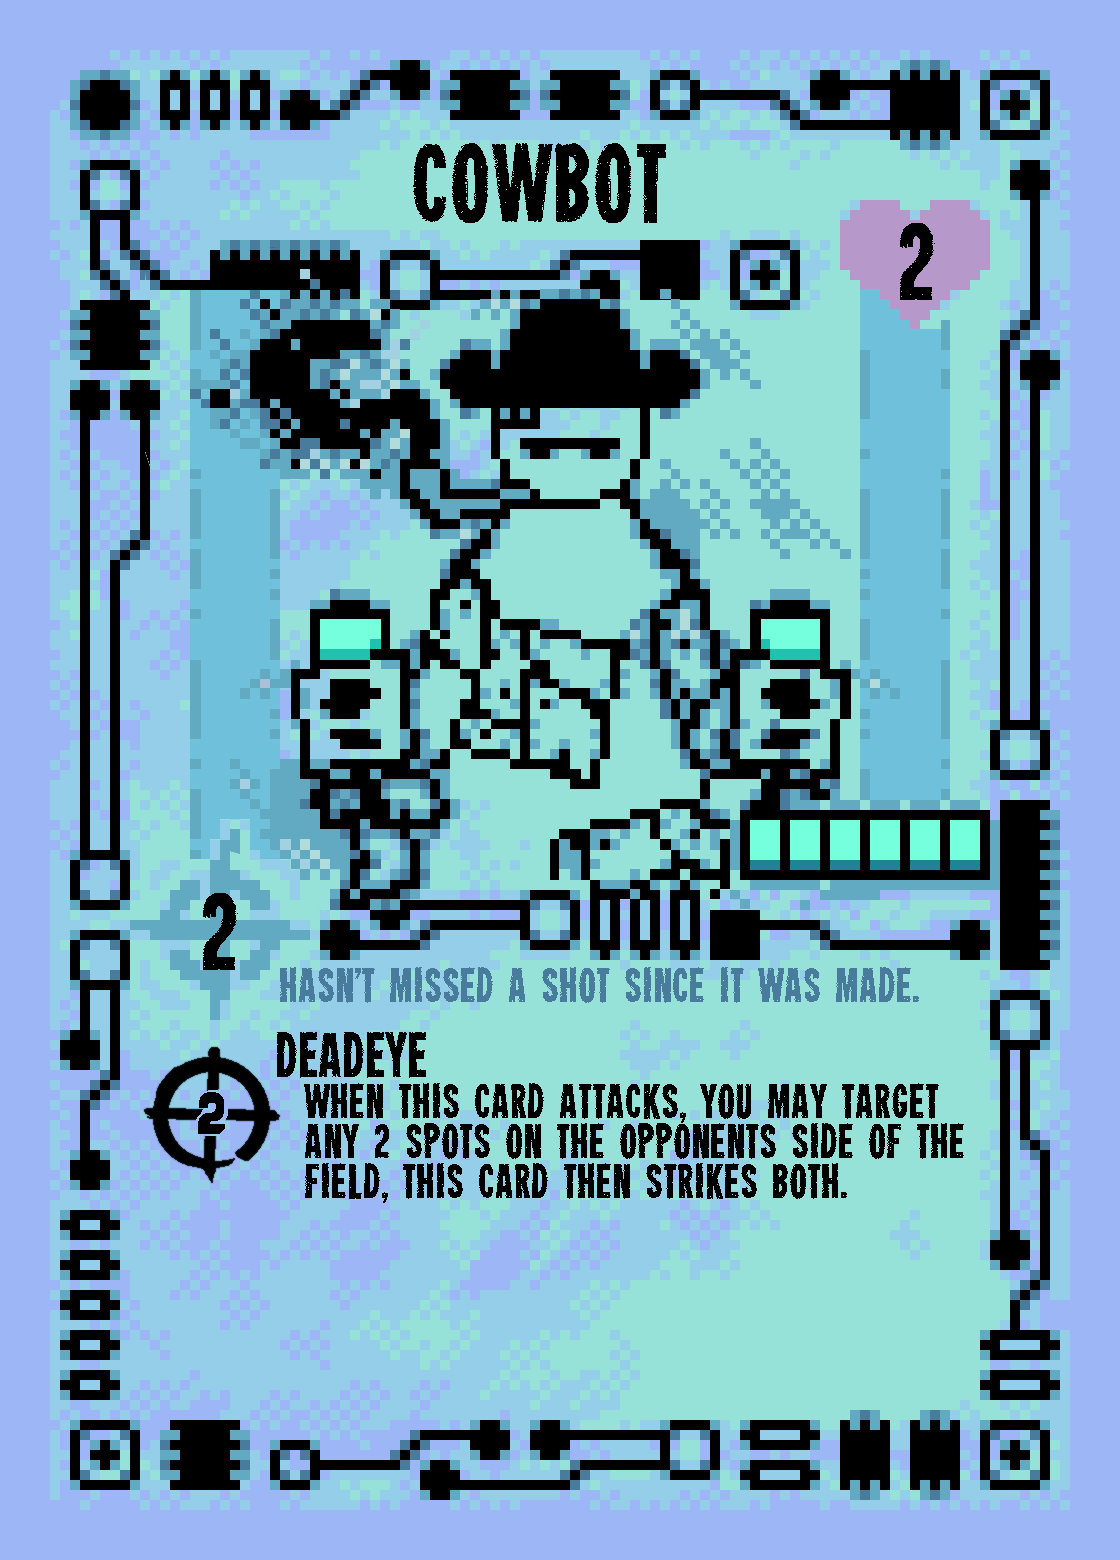 COWBOT
2
2
HASN'T MISSED A SHOT SINCE IT WAS MADE.
DEADEYE
2
WHEN THIS CARD ATTACKS, YOU MAY TARGET
ANY 2 SPOTS ON THE OPPONENTS SIDE OF THE
FIELD, THIS CARD THEN STRIKES BOTH.